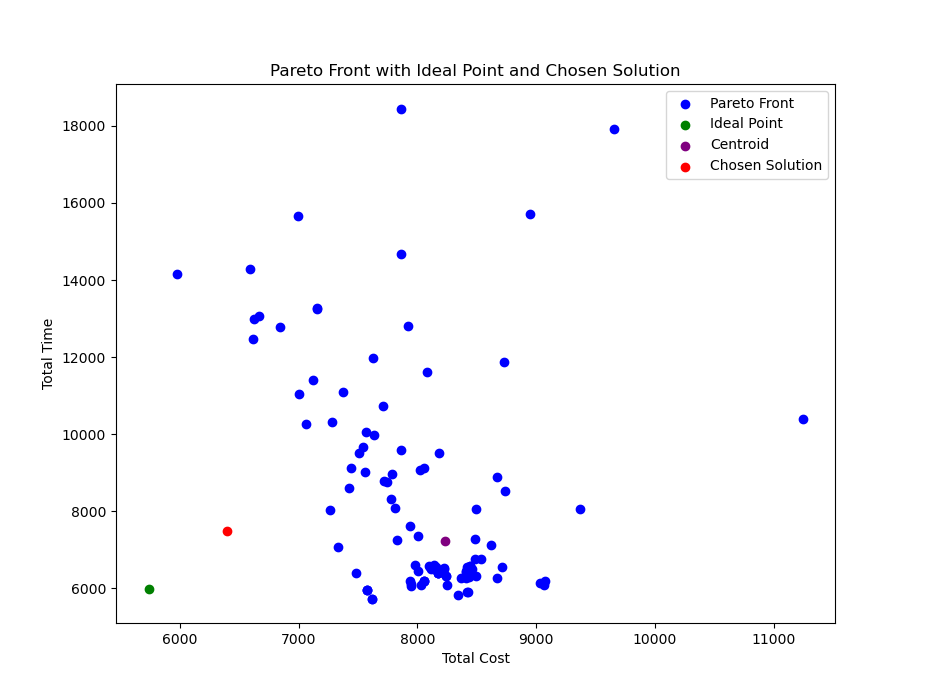 Pareto Front with Ideal Point and Chosen Solution
Pareto Front
Ideal Point
Centroid
Chosen Solution
18000
16000
14000
12000
10000
8000
6000
Total Time
6000 7000 8000 9000 10000 11000
Total Cost